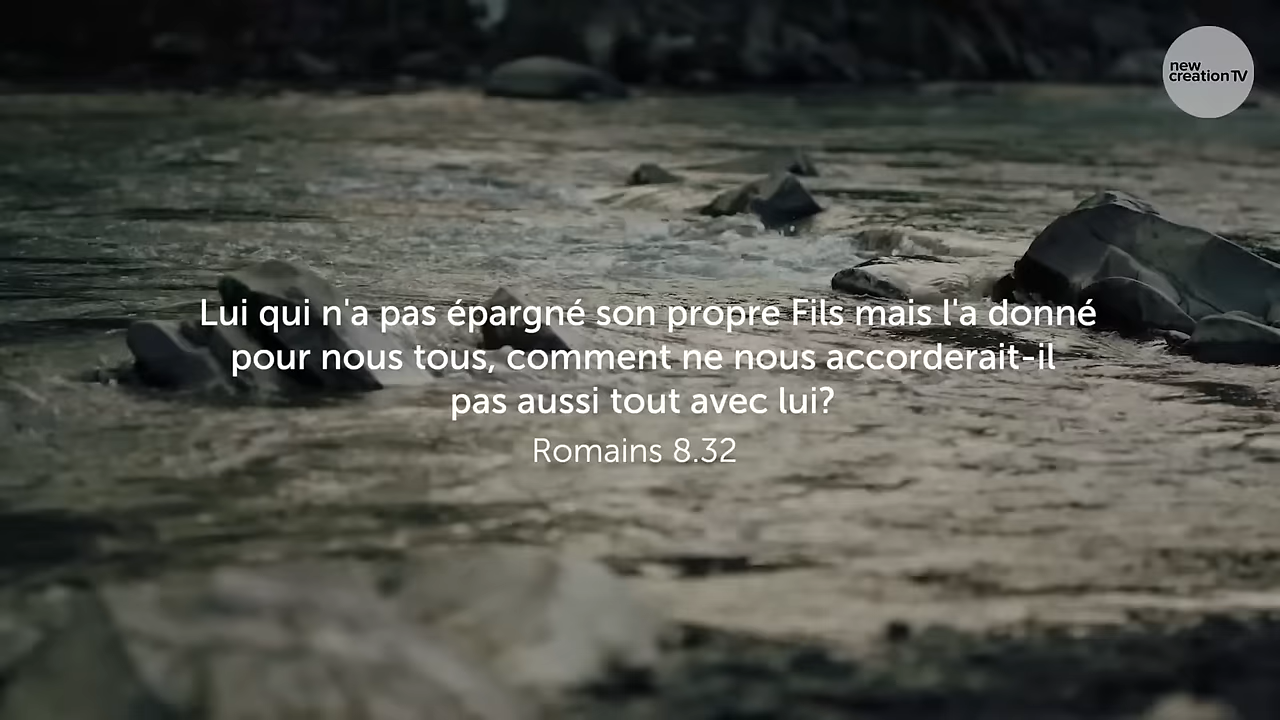 new
creation TV
Lui qui n'a pas épargné son propre Fils mais l'a donné
pour nous tous, comment ne nous accorderait-il
pas aussi tout avec lui?
Romains 8.32